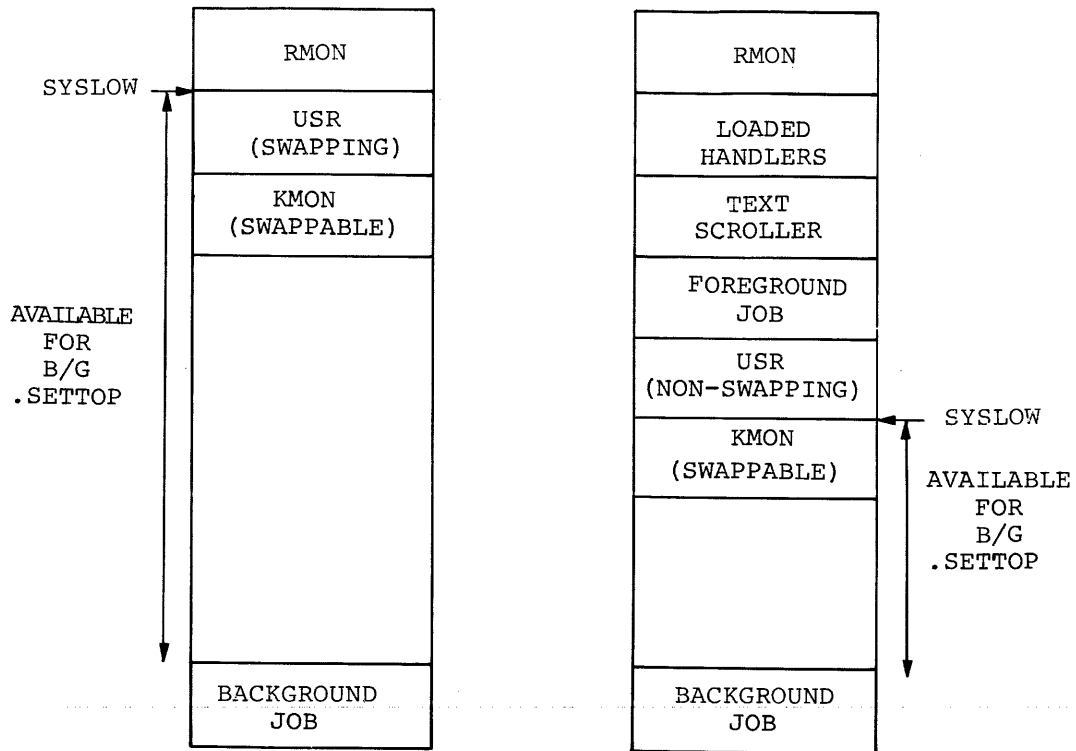 RMON
SYSLOW
USR
(SWAPPING)
KMON
(SWAPPABLE)
AVAILABLE
FOR
B/G
.SETTOP
BACKGROUND
JOB
RMON
LOADED
HANDLERS
TEXT
SCROLLER
FOREGROUND
JOB
USR
(NON-SWAPPING)
SYSLOW
KMON
(SWAPPABLE)
AVAILABLE
FOR
B/G
.SETTOP
BACKGROUND
JOB